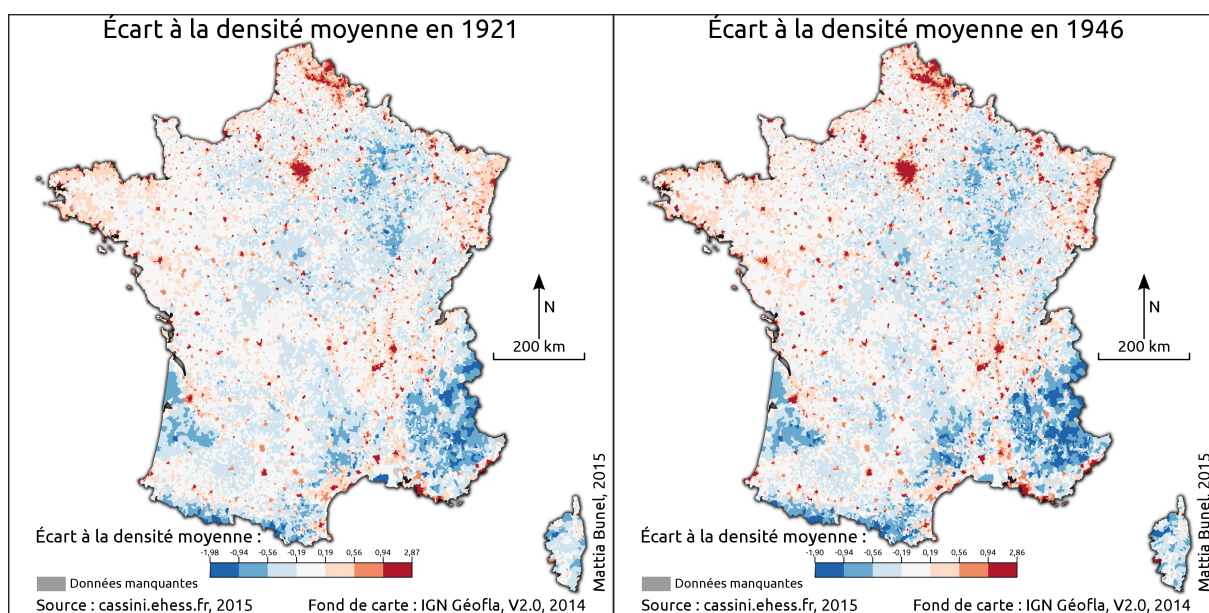 Écart à la densité moyenne en 1921
N
200 km
Mattia Bunel, 2015
Écart à la densité moyenne :
-1,98 -0,94 -0,56 -0,19 0,19 0,56 0,94 2,87
Données manquantes
Source : cassini.ehess.fr, 2015 Fond de carte : IGN Géofla, V2.0, 2014
Écart à la densité moyenne en 1946
N
200 km
Mattia Bunel, 2015
Écart à la densité moyenne :
-1,90 -0,94 -0,56 -0,19 0,19 0,56 0,94 2,86
Données manquantes
Source : cassini.ehess.fr, 2015 Fond de carte : IGN Géofla, V2.0, 2014